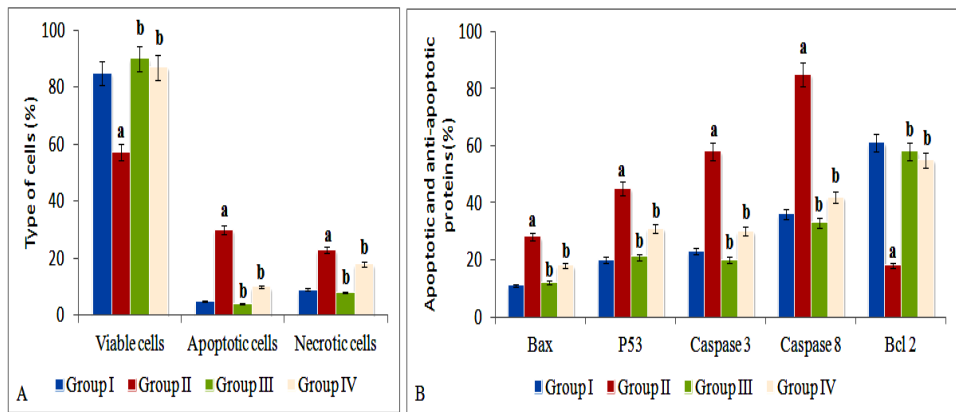 Type of cells (%)
100
80
60
40
20
0
b
b
a
a
b
b
a
b
b
Viable cells
Apoptotic cells
Necrotic cells
A
Group I
Group II
Group III
Group IV
Apoptotic and anti-apoptotic
proteins(%)
100
80
60
40
20
0
a
b
b
a
b
b
a
b
b
a
b
b
a
b
b
Bax
P53
Caspase 3
Caspase 8
Bcl 2
B
Group I
Group II
Group III
Group IV